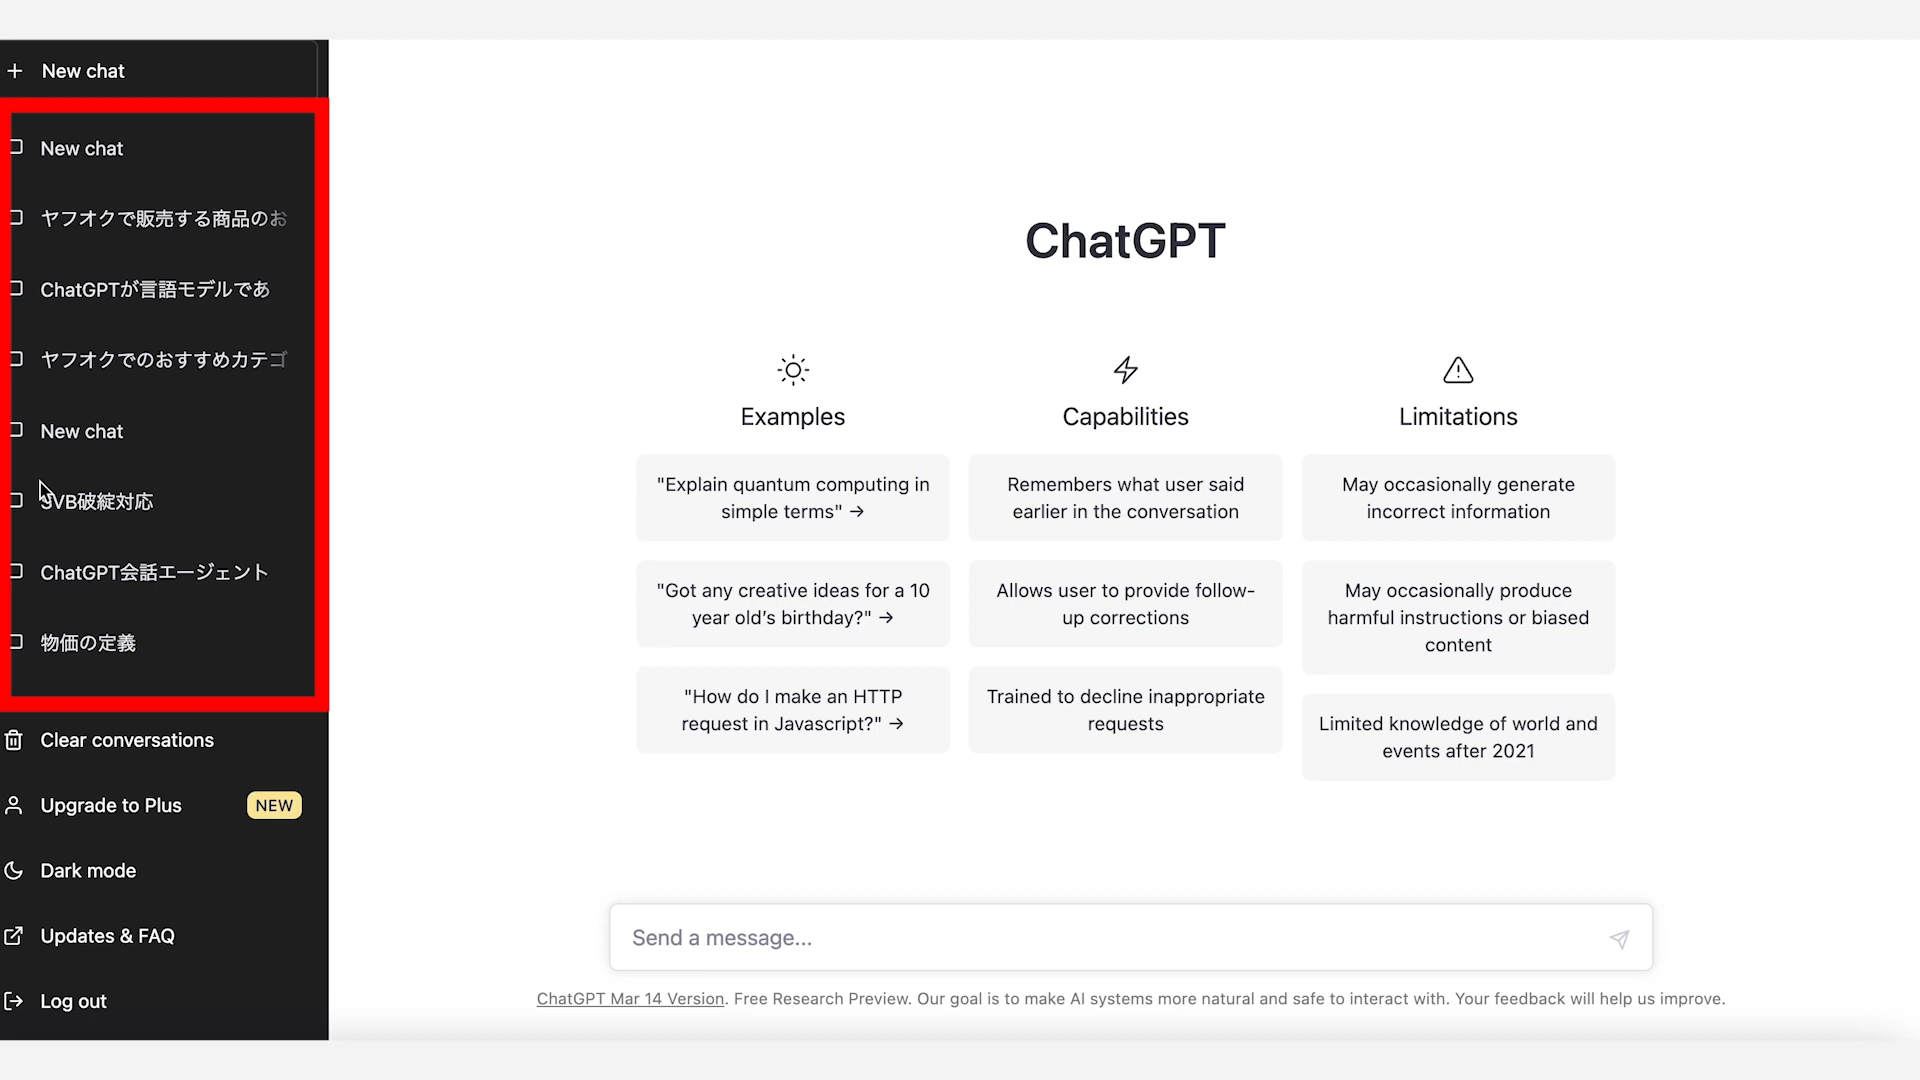 New chat
New chat
ヤフオクで販売する商品のお
ChatGPTが言語モデルであ
ヤフオクでのおすすめカテゴ
New chat
SVB破綻対応
ChatGPT会話エージェント
物価の定義
Clear conversations
Upgrade to Plus NEW
Dark mode
Updates & FAQ
Log out
ChatGPT
Examples
"Explain quantum computing in
simple terms" →
"Got any creative ideas for a 10
year old's birthday?" →
"How do I make an HTTP
request in Javascript?" →
Capabilities
Remembers what user said
earlier in the conversation
Allows user to provide follow-
up corrections
Trained to decline inappropriate
requests
Limitations
May occasionally generate
incorrect information
May occasionally produce
harmful instructions or biased
content
Limited knowledge of world and
events after 2021
Send a message...
ChatGPT Mar 14 Version. Free Research Preview. Our goal is to make AI systems more natural and safe to interact with. Your feedback will help us improve.